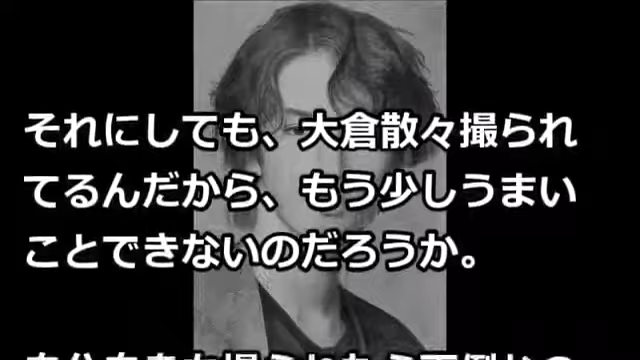 それにしても、大倉散々撮られ
てるんだから、もう少しうまい
ことできないのだろうか。